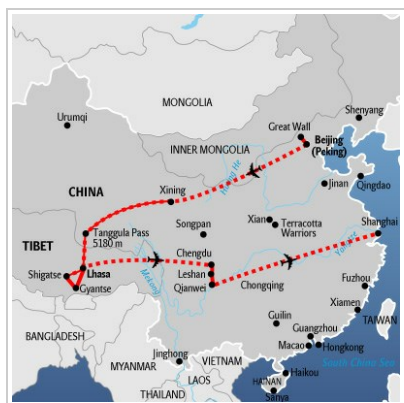 MONGOLIA
Urumqi
Shenyang
Great Wall
INNER MONGOLIA
Beijing
(Peking)
Hwang He
CHINA
Xining
Jinan
Qingdao
Songpan
Xian
Terracotta
Warriors
Shanghai
Tanggula Pass
5180 m
TIBET
Chengdu
Yangtze
Shigatse
Lhasa
Mekong
Leshan
Gyantse
Qianwei
Chongqing
Fuzhou
Xiamen
Guilin
TAIWAN
BANGLADESH
Guangzhou
Macao
Hongkong
MYANMAR
Jinghong
VIETNAM
South China Sea
LAOS
Haikou
HAINAN
THAILAND
Sanya